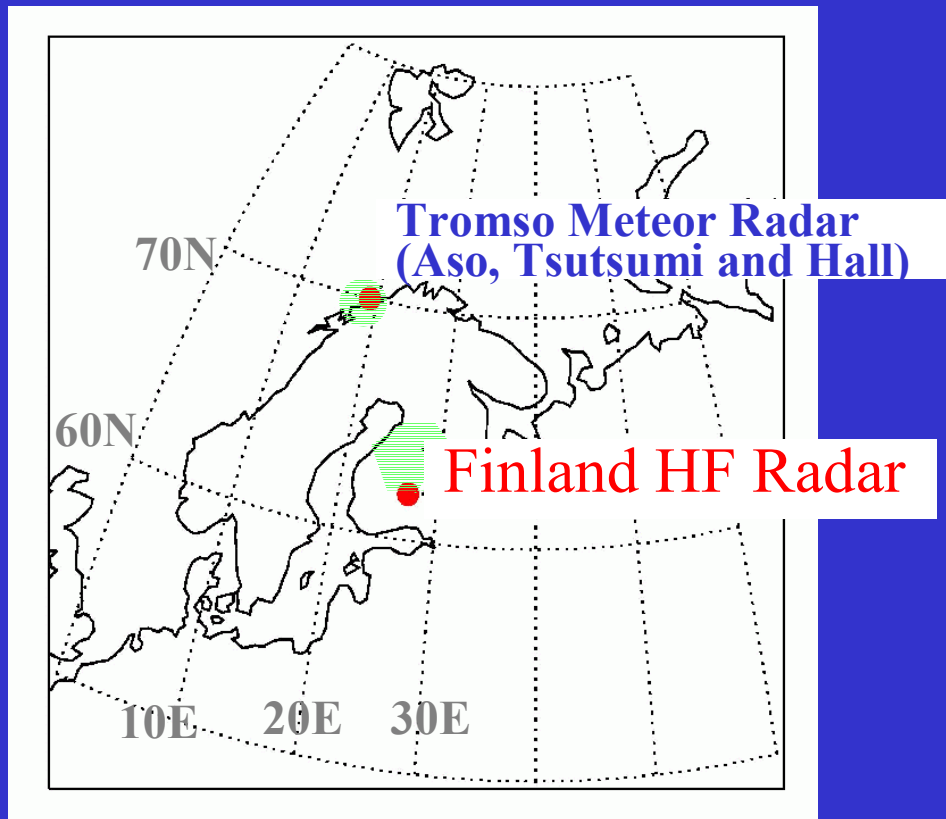 Tromso Meteor Radar
(Aso, Tsutsumi and Hall)
70N
60N
Finland HF Radar
10E 20E 30E